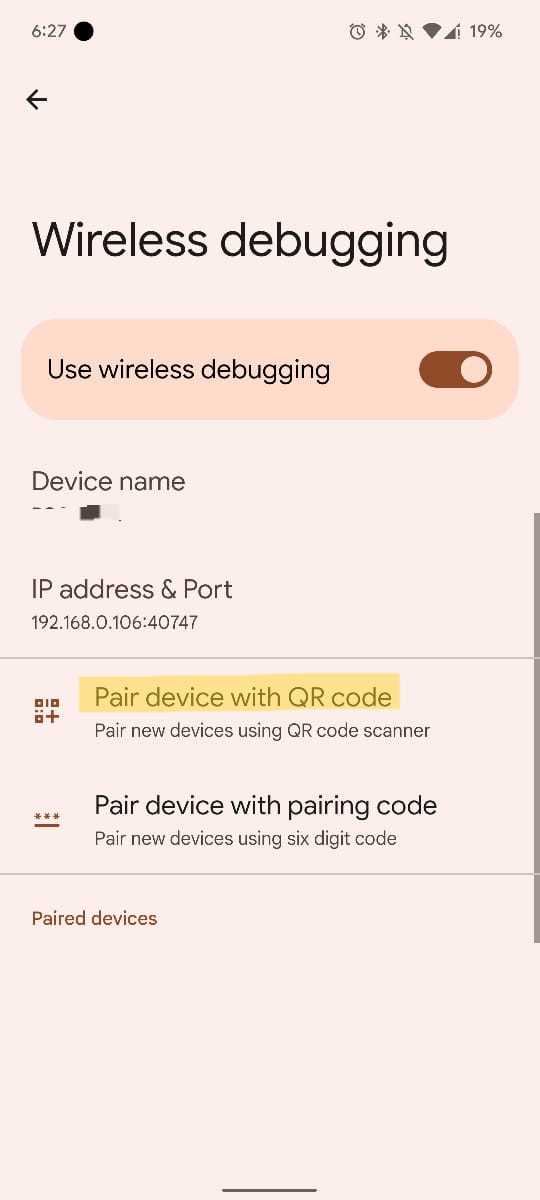 6:27
19%
Wireless debugging
Use wireless debugging
Device name
IP address & Port
192.168.0.106:40747
Pair device with QR code
Pair new devices using QR code scanner
Pair device with pairing code
Pair new devices using six digit code
Paired devices